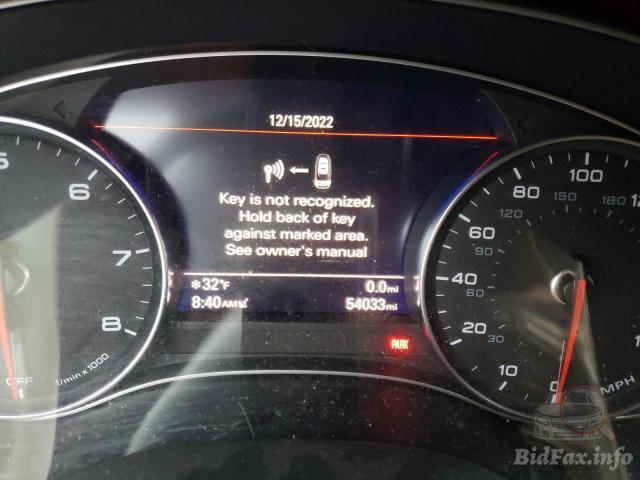 12/15/2022
Key is not recognized.
Hold back of key
against marked area.
See owner's manual
❄32°F 0.0mi
8:40AM 54033mi
PARK
5
6
7
8
1/min x 1000
OFF
100
80
60
40
20
10
0
180
150
120
90
60
30
MPH
BidFax.info